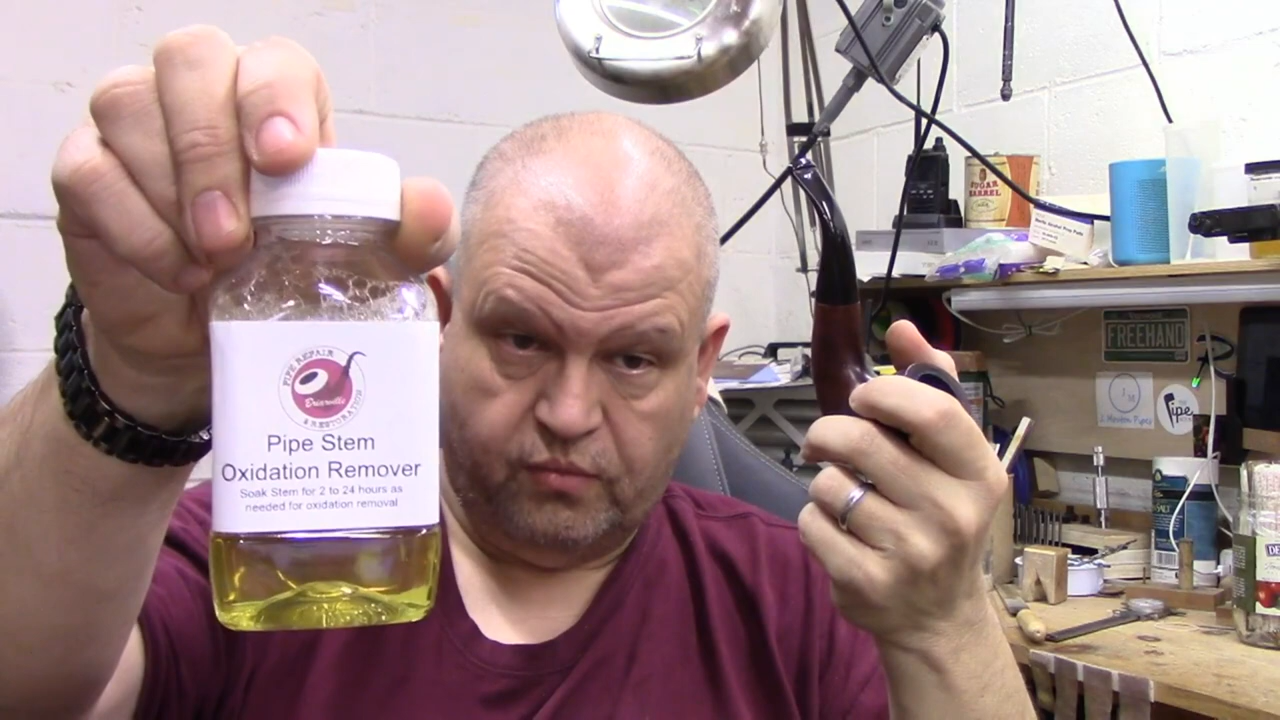 PIPE REPAIR
Briarville
& RESTORATION
Pipe Stem
Oxidation Remover
Soak Stem for 2 to 24 hours as
needed for oxidation removal
SUGAR
BARREL
FREEHAND
Pipe
SALT